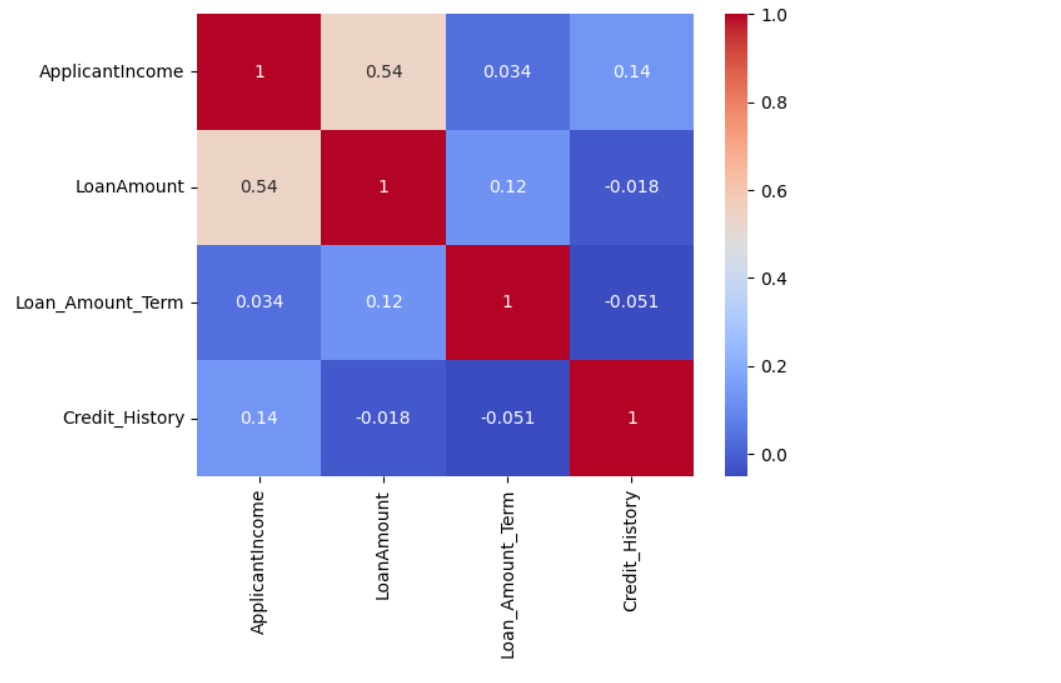 ApplicantIncome 1 0.54 0.034 0.14
LoanAmount 0.54 1 0.12 -0.018
Loan_Amount_Term 0.034 0.12 1 -0.051
Credit_History 0.14 -0.018 -0.051 1
ApplicantIncome
LoanAmount
Loan_Amount_Term
Credit_History
1.0
0.8
0.6
0.4
0.2
0.0